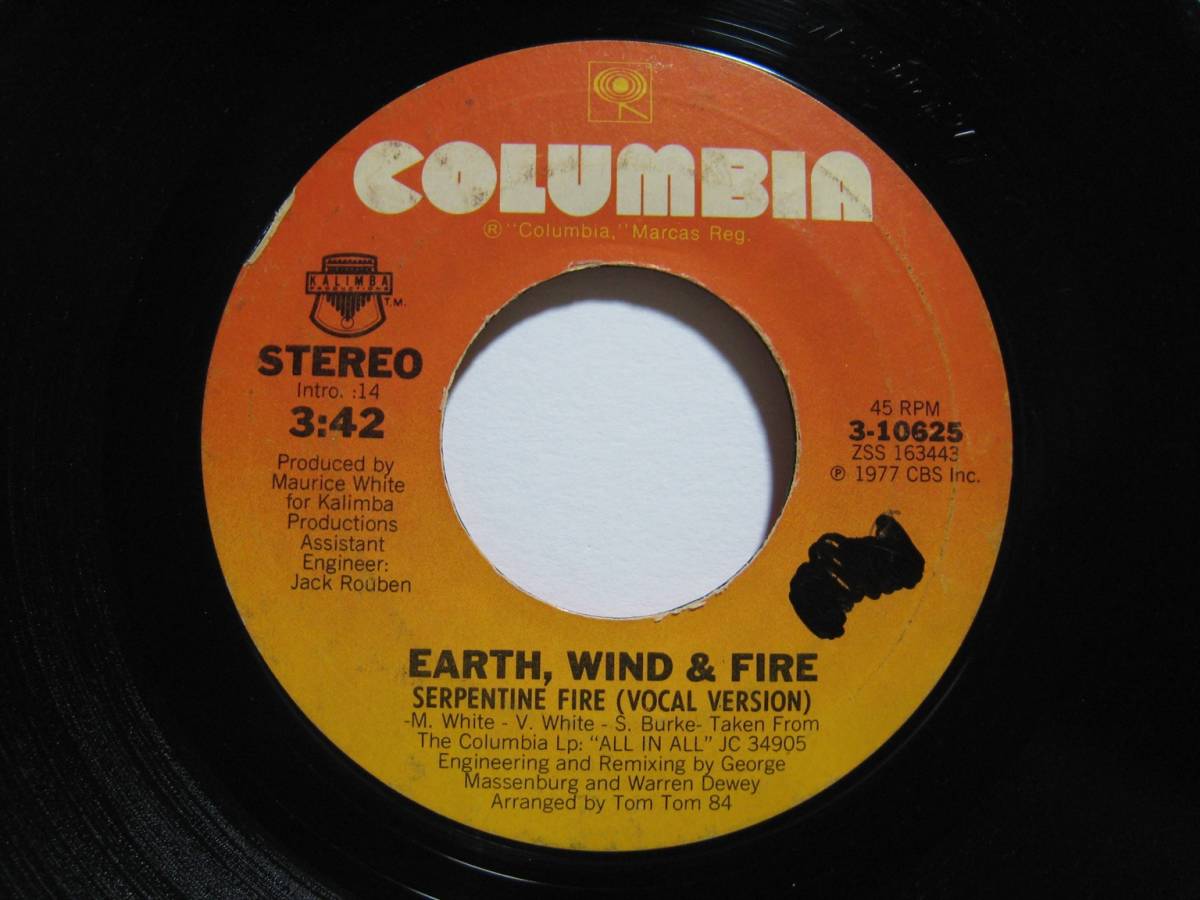 COLUMBIA
® "Columbia," Marcas Reg.
KALIMBA
PRODUCTIONS
T.M.
STEREO
Intro. :14
3:42
Produced by
Maurice White
for Kalimba
Productions
Assistant
Engineer:
Jack Rouben
45 RPM
3-10625
ZSS 163443
℗ 1977 CBS Inc.
EARTH, WIND & FIRE
SERPENTINE FIRE (VOCAL VERSION)
-M. White - V. White - S. Burke- Taken From
The Columbia Lp: "ALL IN ALL" JC 34905
Engineering and Remixing by George
Massenburg and Warren Dewey
Arranged by Tom Tom 84